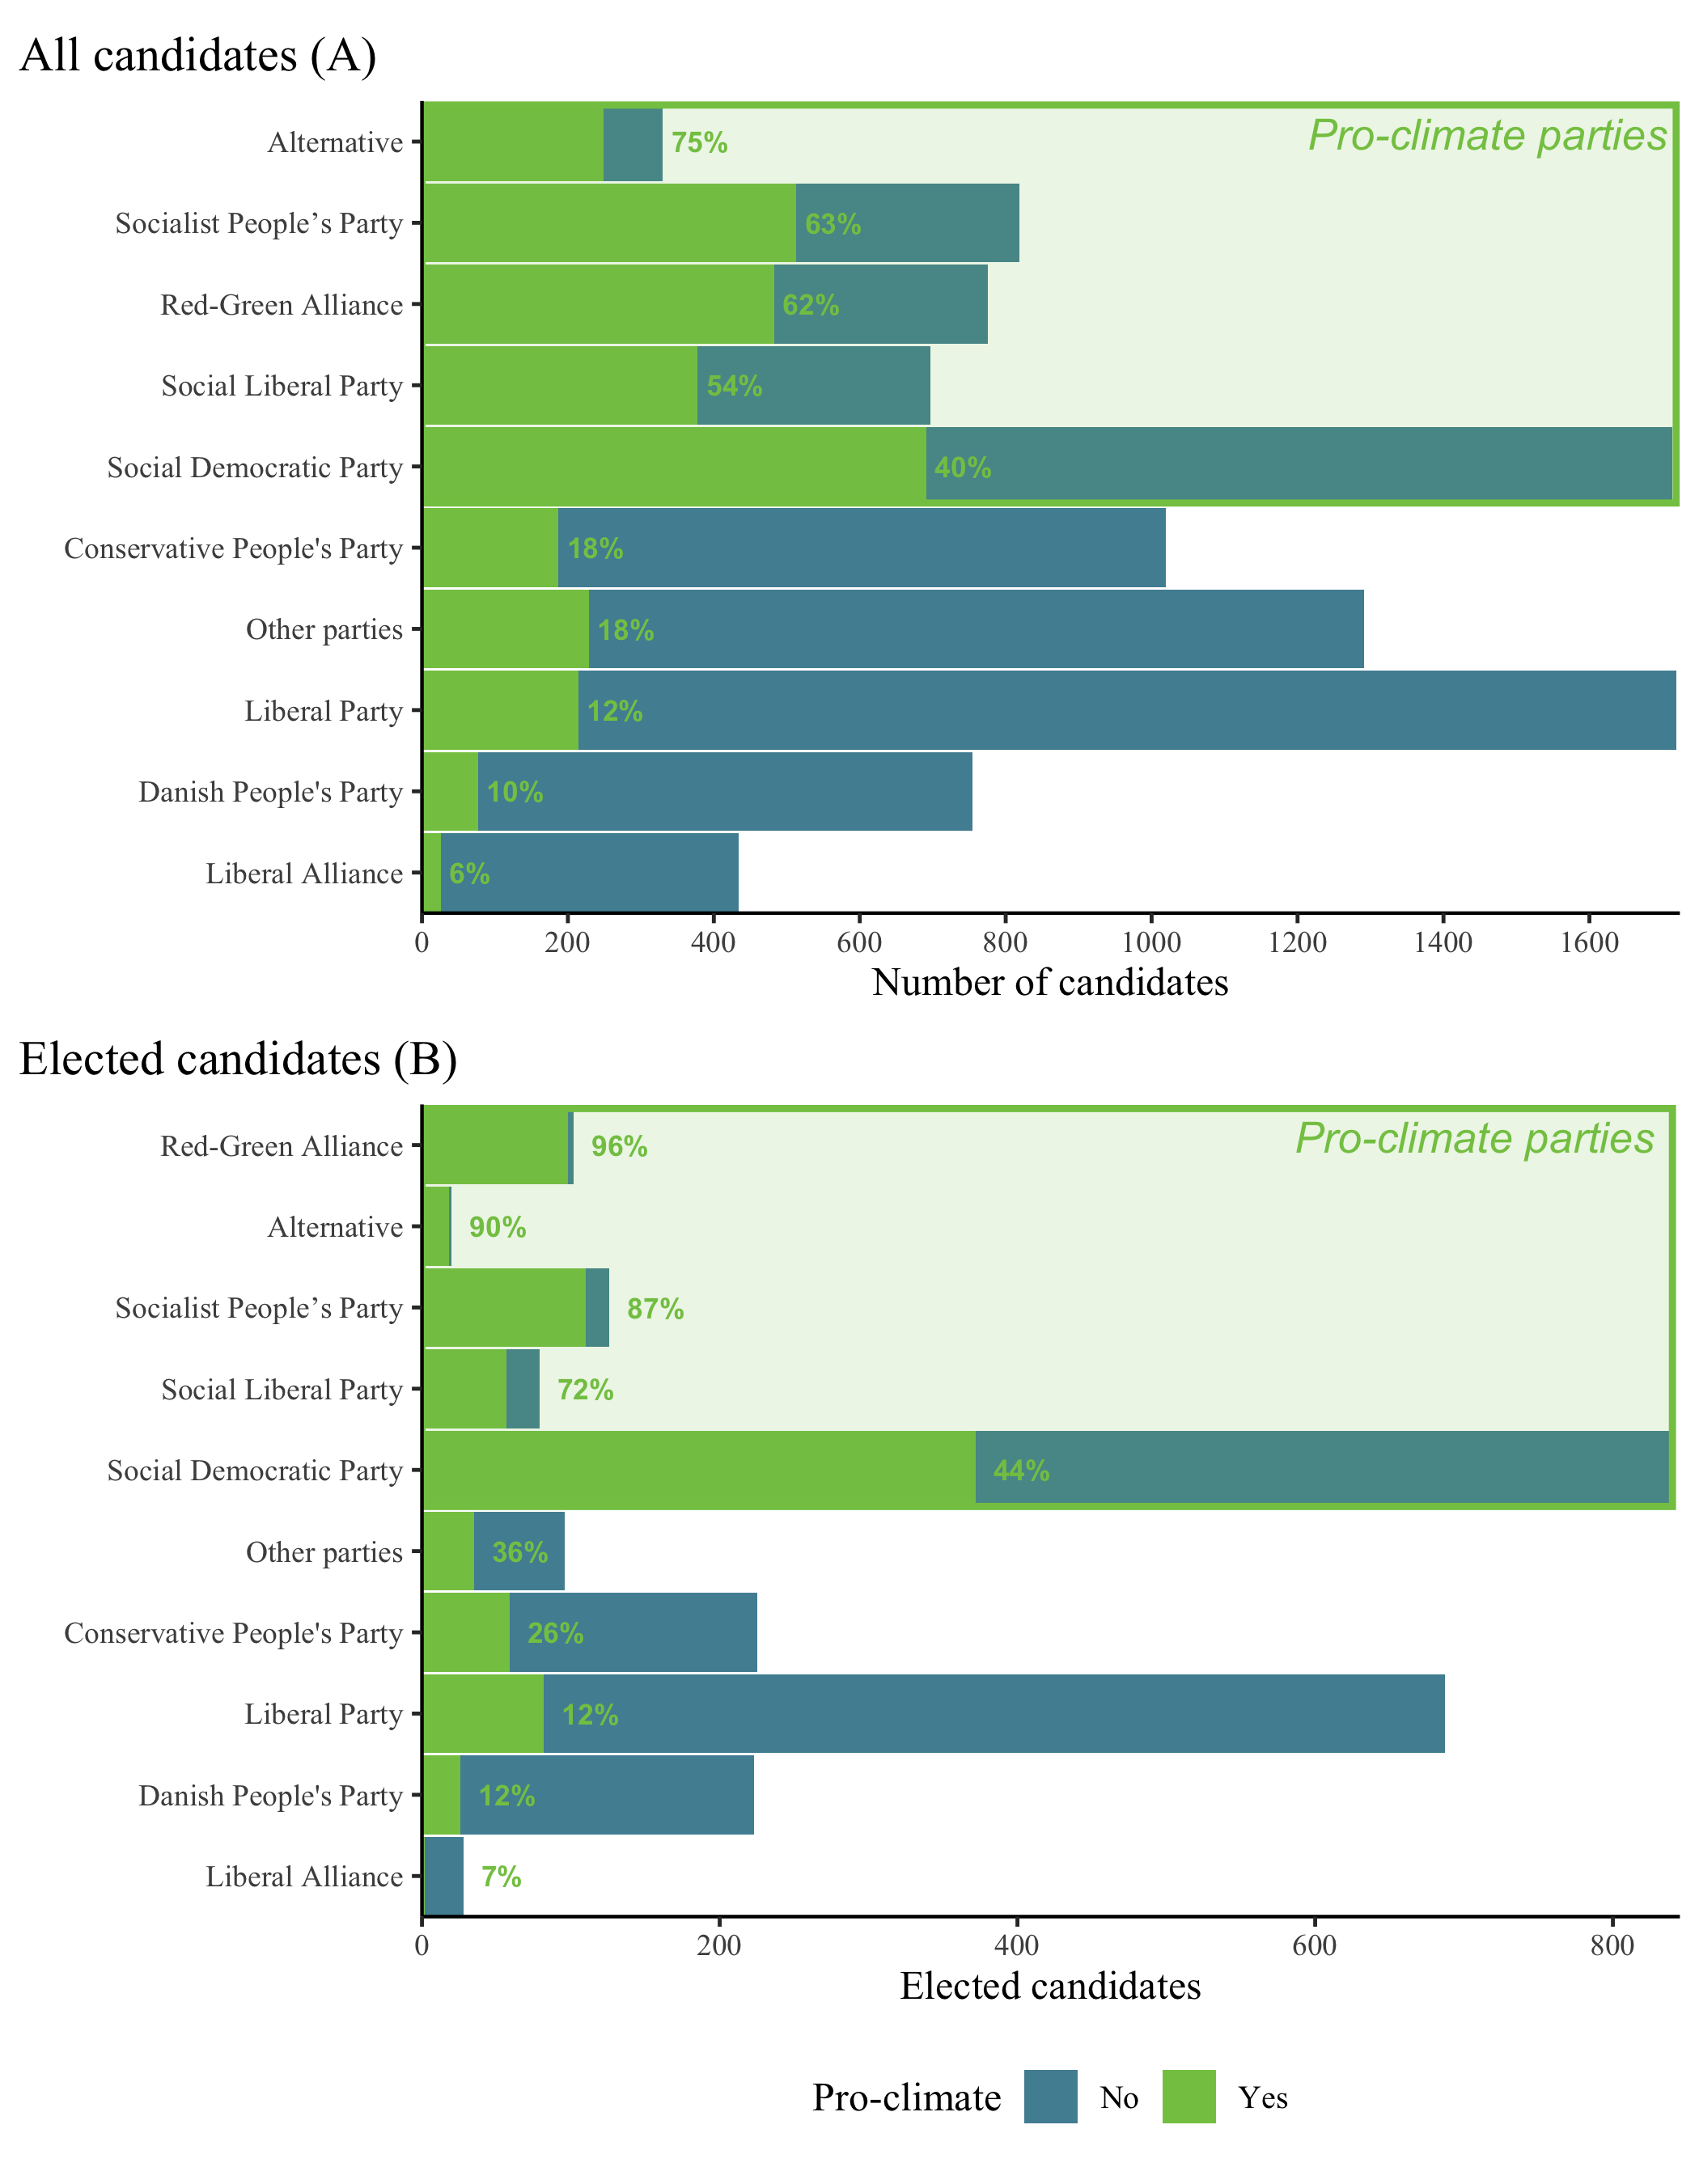 All candidates (A)
Pro-climate parties
Alternative 75%
Socialist People’s Party 63%
Red-Green Alliance 62%
Social Liberal Party 54%
Social Democratic Party 40%
Conservative People's Party 18%
Other parties 18%
Liberal Party 12%
Danish People's Party 10%
Liberal Alliance 6%
0 200 400 600 800 1000 1200 1400 1600
Number of candidates
Elected candidates (B)
Pro-climate parties
Red-Green Alliance 96%
Alternative 90%
Socialist People’s Party 87%
Social Liberal Party 72%
Social Democratic Party 44%
Other parties 36%
Conservative People's Party 26%
Liberal Party 12%
Danish People's Party 12%
Liberal Alliance 7%
0 200 400 600 800
Elected candidates
Pro-climate No Yes